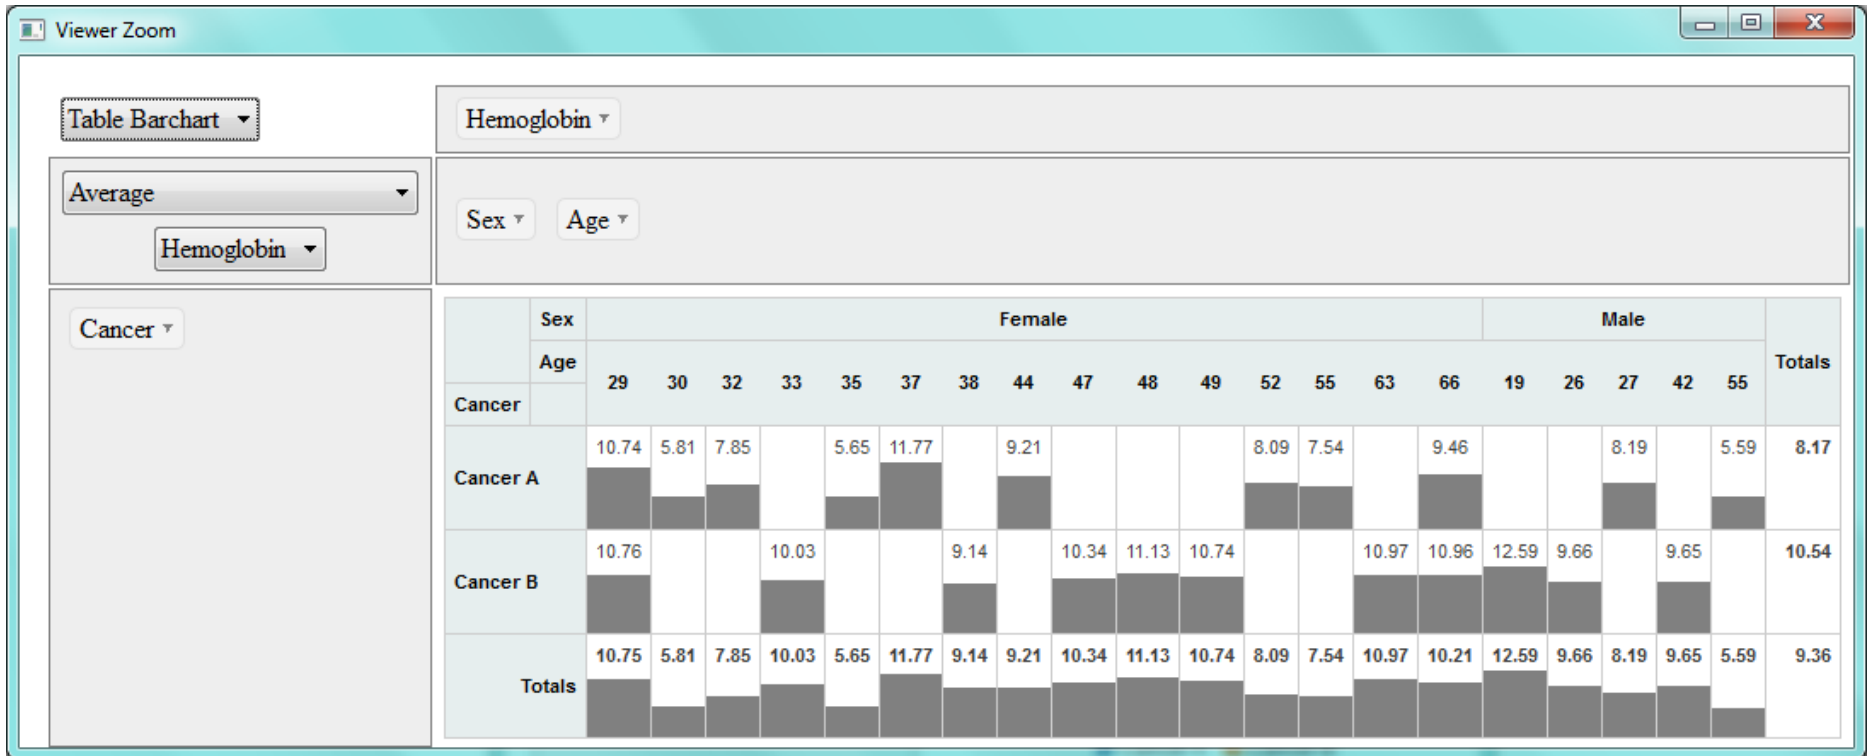 Viewer Zoom
Table Barchart
Hemoglobin
Average
Hemoglobin
Sex Age
Cancer
Sex Female Male Totals
Age 29 30 32 33 35 37 38 44 47 48 49 52 55 63 66 19 26 27 42 55
Cancer
Cancer A 10.74 5.81 7.85 5.65 11.77 9.21 8.09 7.54 9.46 8.19 5.59 8.17
Cancer B 10.76 10.03 9.14 10.34 11.13 10.74 10.97 10.96 12.59 9.66 9.65 10.54
Totals 10.75 5.81 7.85 10.03 5.65 11.77 9.14 9.21 10.34 11.13 10.74 8.09 7.54 10.97 10.21 12.59 9.66 8.19 9.65 5.59 9.36